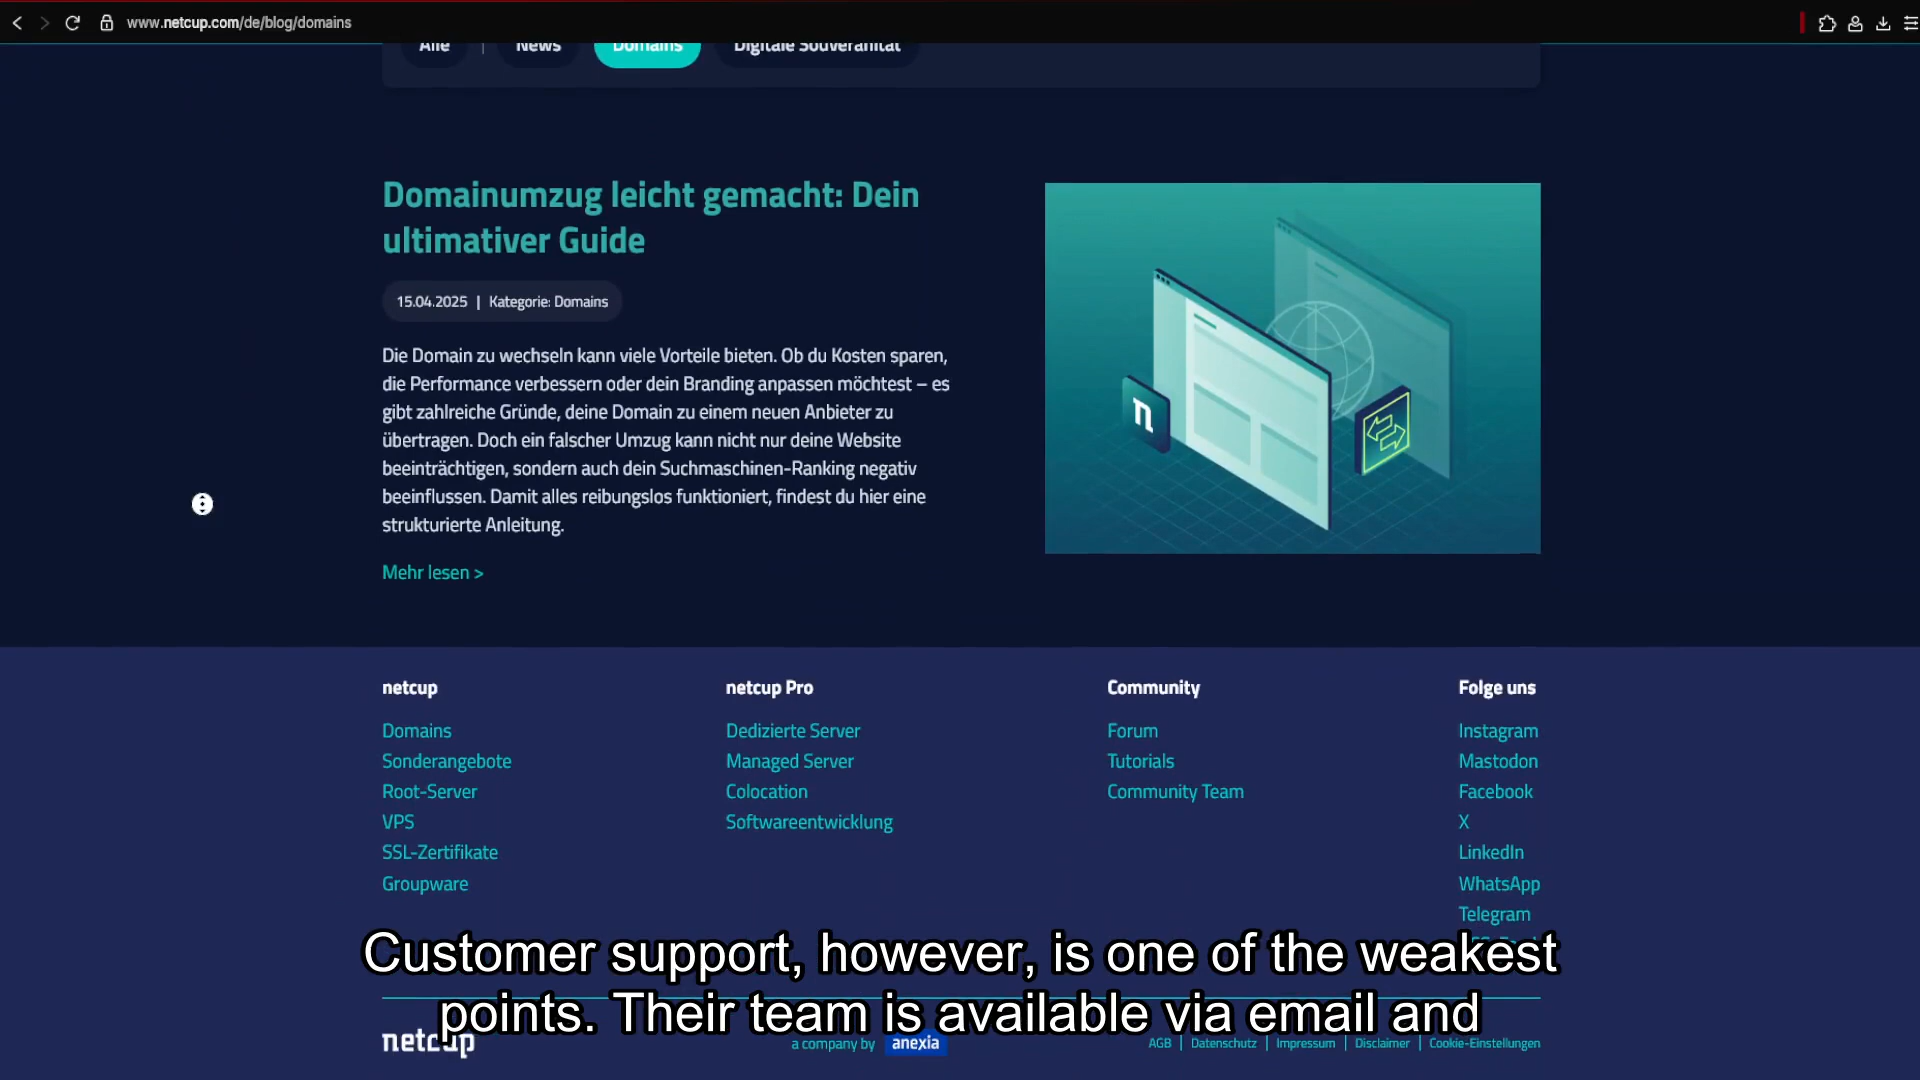 www.netcup.com/de/blog/domains
Alle | News Domains Digitale Souveränität
Domainumzug leicht gemacht: Dein
ultimativer Guide
15.04.2025 | Kategorie: Domains
Die Domain zu wechseln kann viele Vorteile bieten. Ob du Kosten sparen,
die Performance verbessern oder dein Branding anpassen möchtest – es
gibt zahlreiche Gründe, deine Domain zu einem neuen Anbieter zu
übertragen. Doch ein falscher Umzug kann nicht nur deine Website
beeinträchtigen, sondern auch dein Suchmaschinen-Ranking negativ
beeinflussen. Damit alles reibungslos funktioniert, findest du hier eine
strukturierte Anleitung.
Mehr lesen >
n
netcup
Domains
Sonderangebote
Root-Server
VPS
SSL-Zertifikate
Groupware
netcup Pro
Dedizierte Server
Managed Server
Colocation
Softwareentwicklung
Community
Forum
Tutorials
Community Team
Folge uns
Instagram
Mastodon
Facebook
X
LinkedIn
WhatsApp
Telegram
Customer support, however, is one of the weakest
points. Their team is available via email and
netcup
a company by anexia
AGB | Datenschutz | Impressum | Disclaimer | Cookie-Einstellungen